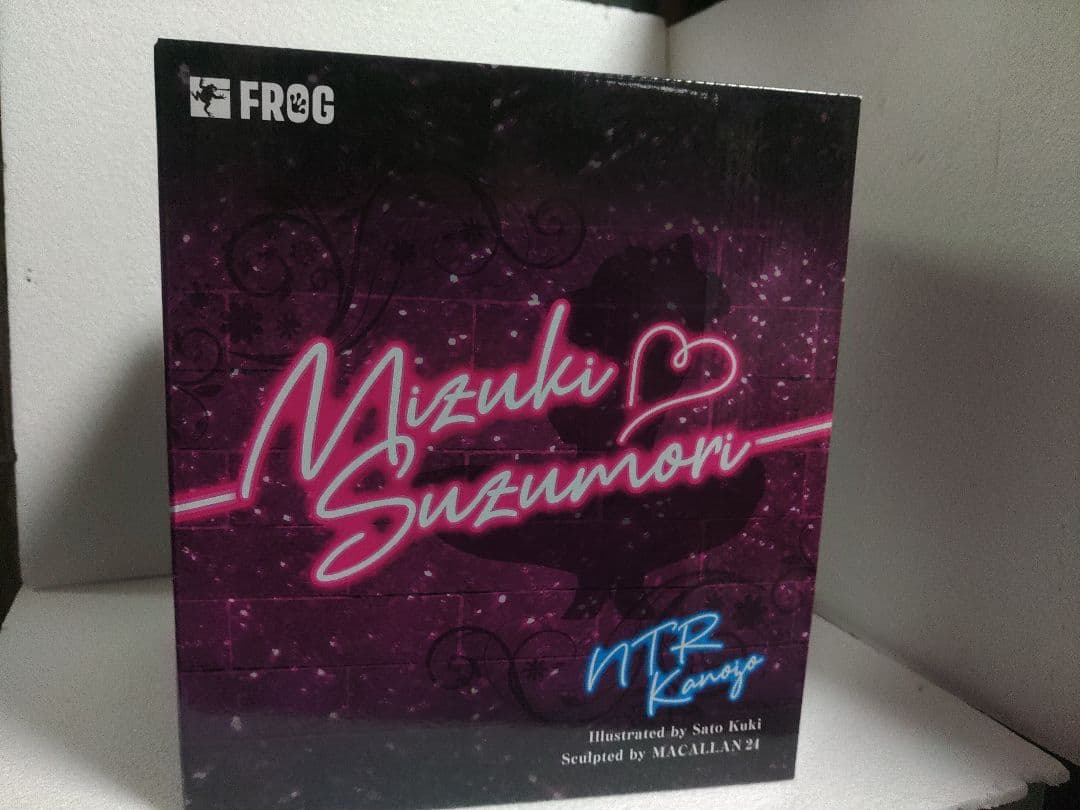 FROG
Mizuki
Suzumori
NTR
Kanojo
Illustrated by Sato Kuki
Sculpted by MACALLAN 24